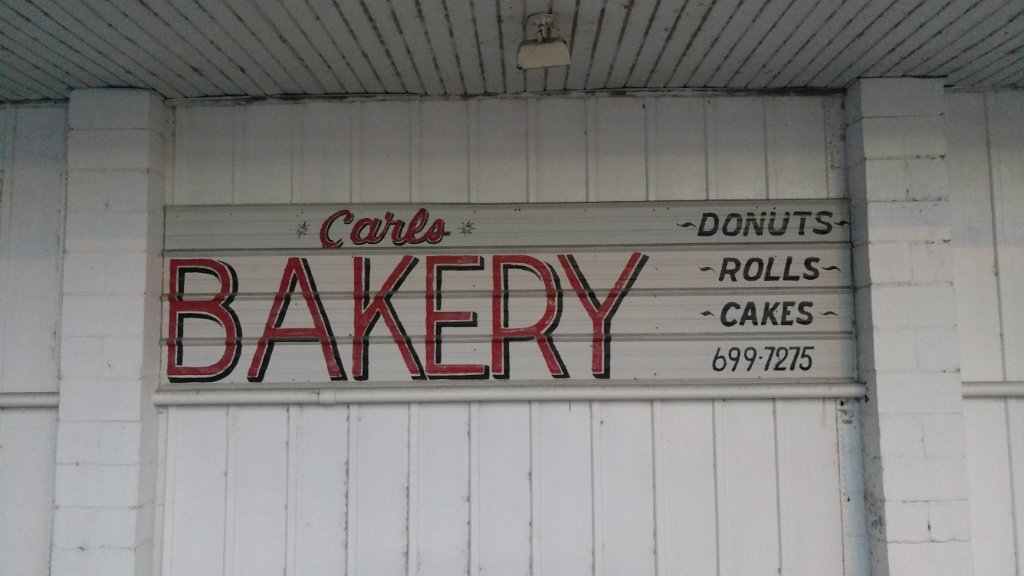 Carls
BAKERY
~DONUTS~
~ROLLS~
~CAKES~
699-7275